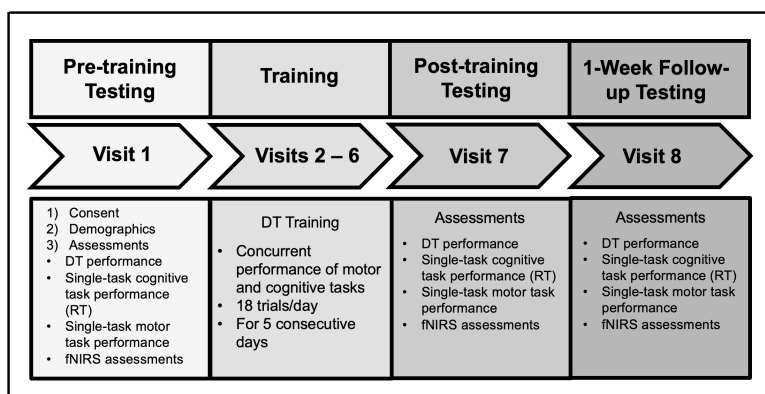 Pre-training
Testing
Training
Post-training
Testing
1-Week Follow-
up Testing
Visit 1
Visits 2 – 6
Visit 7
Visit 8
1) Consent
2) Demographics
3) Assessments
• DT performance
• Single-task cognitive
task performance
(RT)
• Single-task motor
task performance
• fNIRS assessments
DT Training
• Concurrent
performance of motor
and cognitive tasks
• 18 trials/day
• For 5 consecutive
days
Assessments
• DT performance
• Single-task cognitive
task performance (RT)
• Single-task motor task
performance
• fNIRS assessments
Assessments
• DT performance
• Single-task cognitive
task performance (RT)
• Single-task motor task
performance
• fNIRS assessments